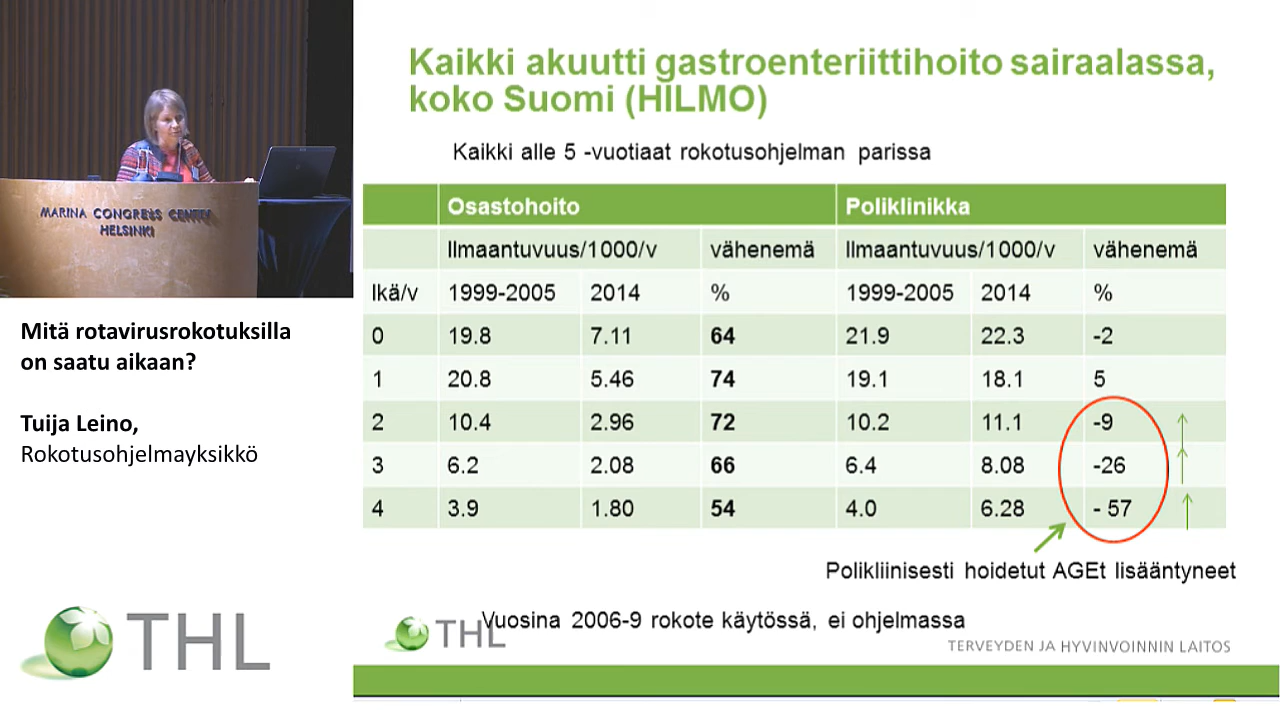 MARINA CONGRESS CENTER
HELSINKI
Mitä rotavirusrokotuksilla
on saatu aikaan?
Tuija Leino,
Rokotusohjelmayksikkö
THL
Kaikki akuutti gastroenteriittihoito sairaalassa,
koko Suomi (HILMO)
Kaikki alle 5 -vuotiaat rokotusohjelman parissa
Osastohoito Poliklinikka
Ilmaantuvuus/1000/v vähenemä Ilmaantuvuus/1000/v vähenemä
Ikä/v 1999-2005 2014 % 1999-2005 2014 %
0 19.8 7.11 64 21.9 22.3 -2
1 20.8 5.46 74 19.1 18.1 5
2 10.4 2.96 72 10.2 11.1 -9
3 6.2 2.08 66 6.4 8.08 -26
4 3.9 1.80 54 4.0 6.28 - 57
Polikliinisesti hoidetut AGEt lisääntyneet
Vuosina 2006-9 rokote käytössä, ei ohjelmassa
THL
TERVEYDEN JA HYVINVOINNIN LAITOS